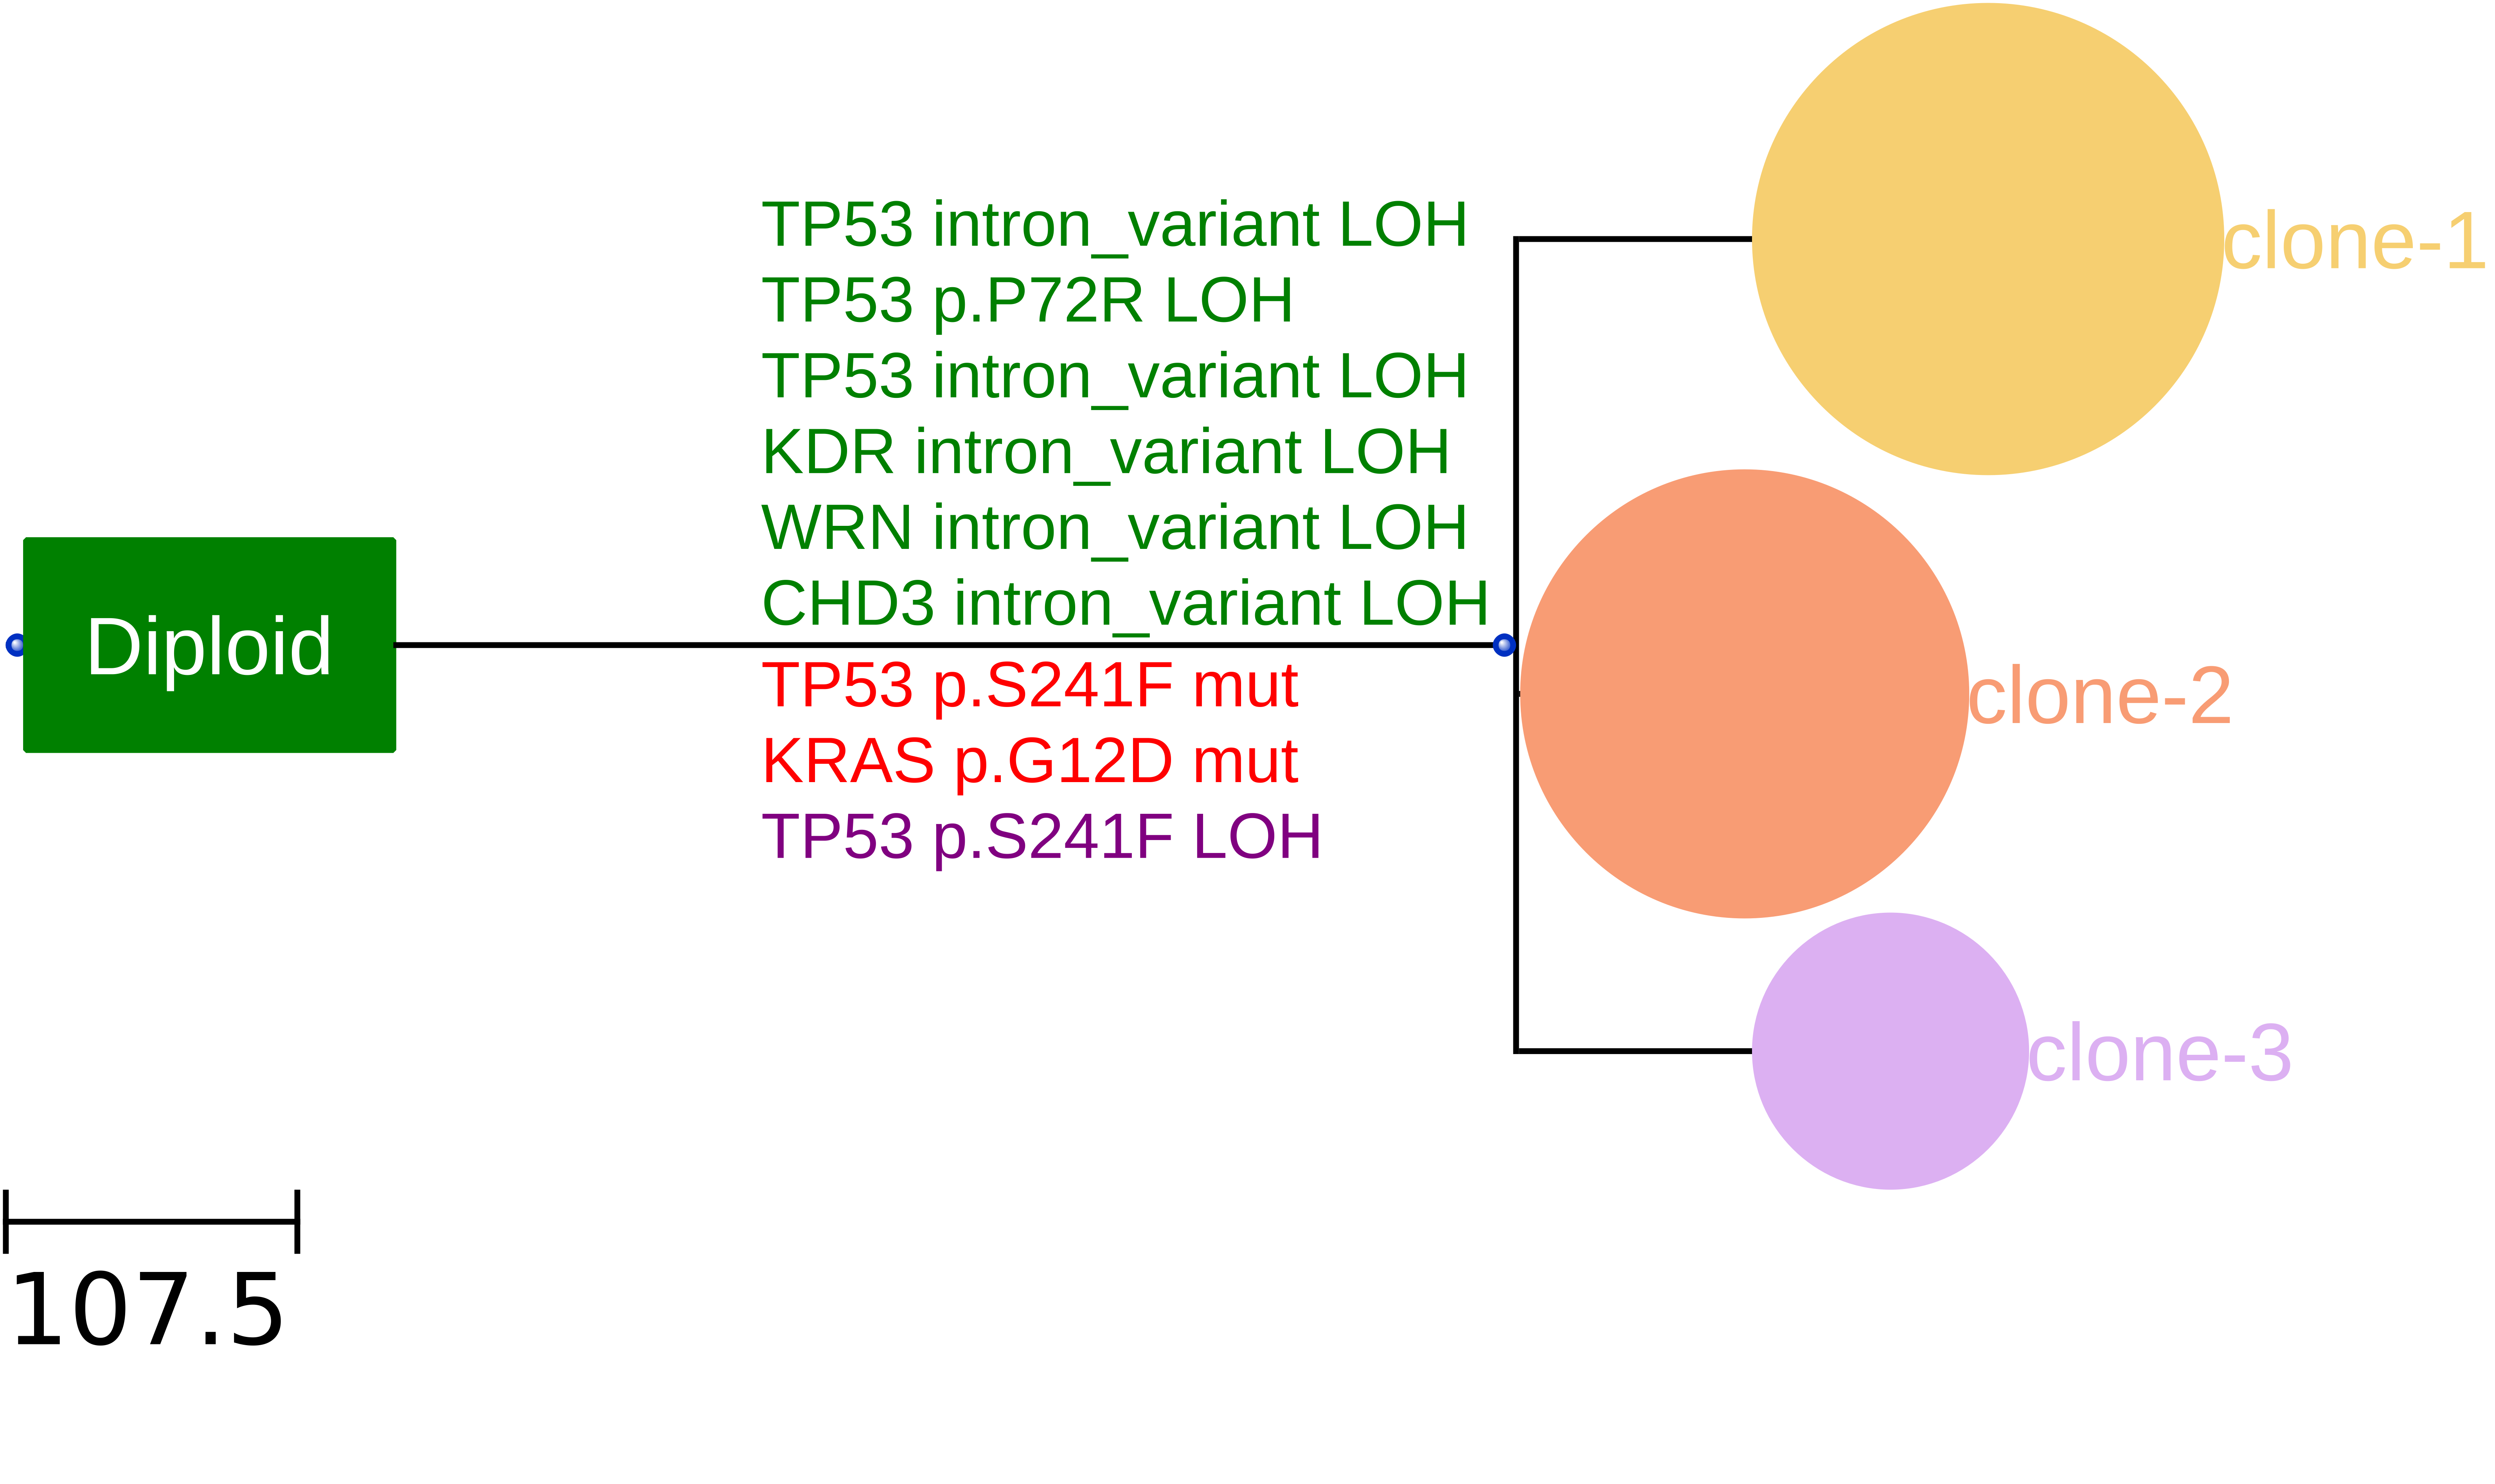 TP53 intron_variant LOH
TP53 p.P72R LOH
TP53 intron_variant LOH
KDR intron_variant LOH
WRN intron_variant LOH
CHD3 intron_variant LOH
TP53 p.S241F mut
KRAS p.G12D mut
TP53 p.S241F LOH
Diploid
clone-1
clone-2
clone-3
107.5